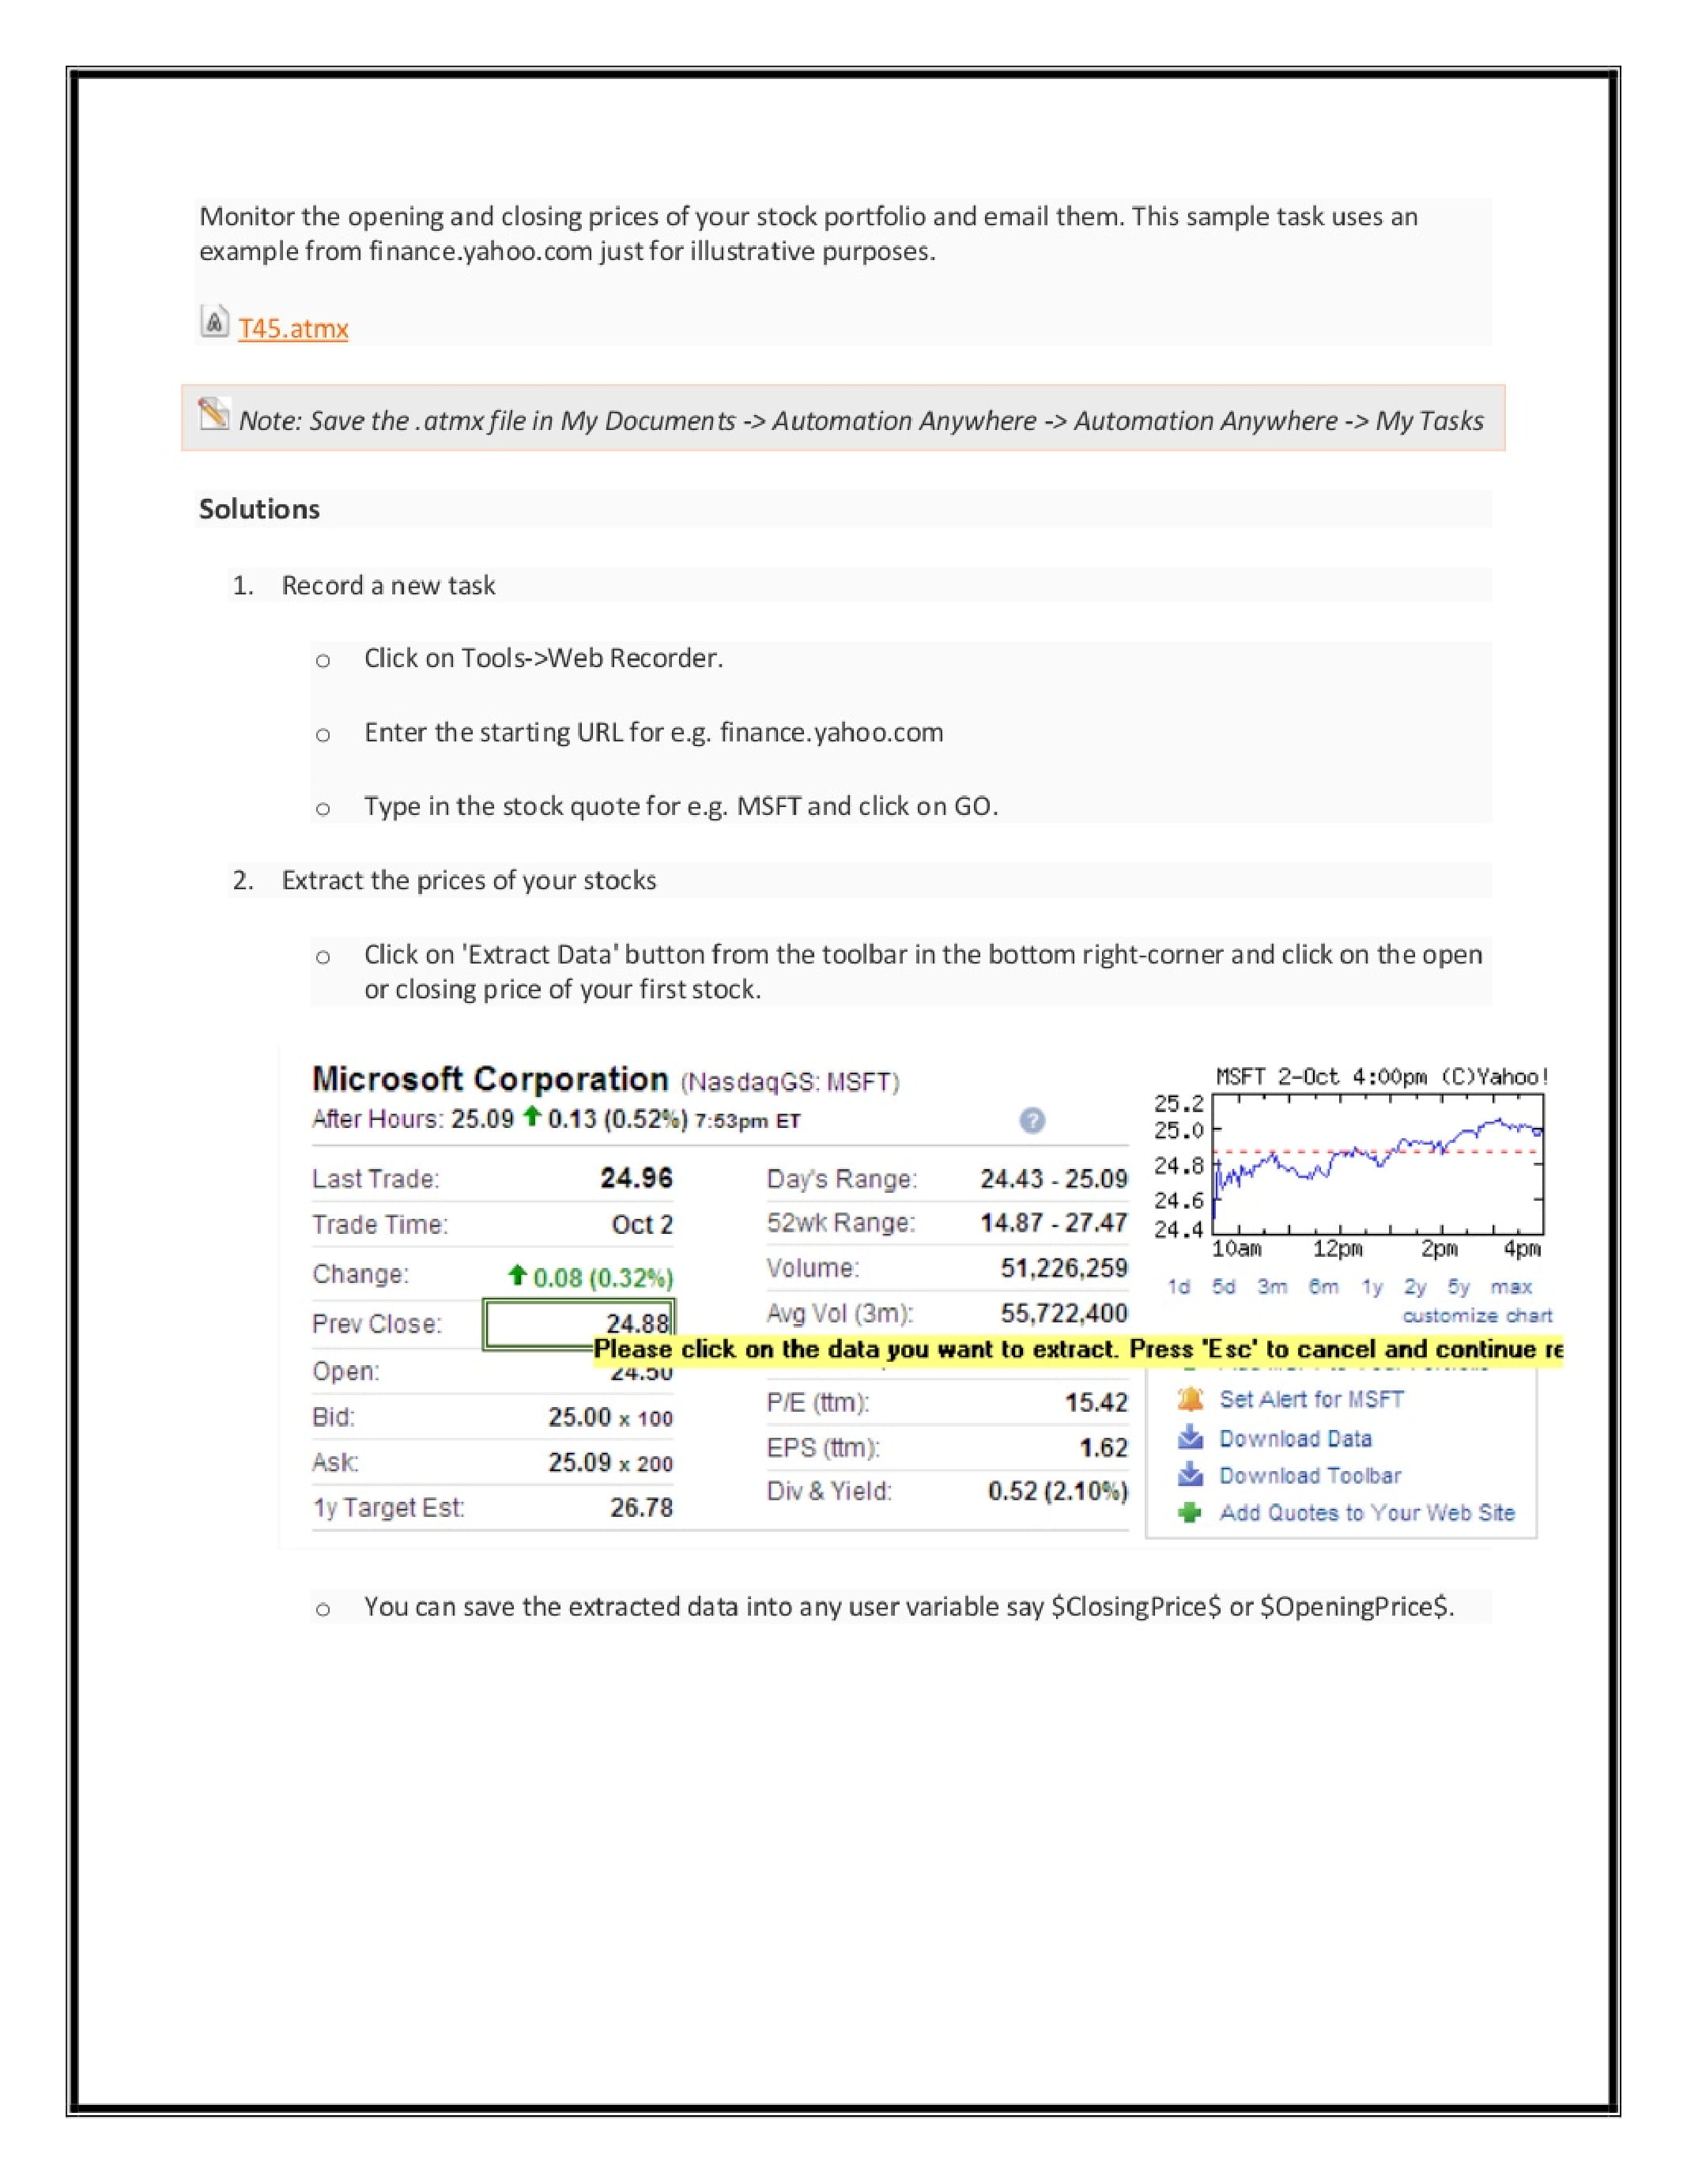 Monitor the opening and closing prices of your stock portfolio and email them. This sample task uses an
example from finance.yahoo.com just for illustrative purposes.
T45.atmx
Note: Save the .atmx file in My Documents -> Automation Anywhere -> Automation Anywhere -> My Tasks
Solutions
1. Record a new task
o Click on Tools->Web Recorder.
o Enter the starting URL for e.g. finance.yahoo.com
o Type in the stock quote for e.g. MSFT and click on GO.
2. Extract the prices of your stocks
o Click on 'Extract Data' button from the toolbar in the bottom right-corner and click on the open
or closing price of your first stock.
Microsoft Corporation (NasdaqGS: MSFT)
After Hours: 25.09 0.13 (0.52%) 7:53pm ET
?
Last Trade: 24.96
Trade Time: Oct 2
Change: 0.08 (0.32%)
Prev Close: 24.88
Open: 24.50
Bid: 25.00 x 100
Ask: 25.09 x 200
1y Target Est: 26.78
Day's Range: 24.43 - 25.09
52wk Range: 14.87 - 27.47
Volume: 51,226,259
Avg Vol (3m): 55,722,400
Please click on the data you want to extract. Press 'Esc' to cancel and continue re
P/E (ttm): 15.42
EPS (ttm): 1.62
Div & Yield: 0.52 (2.10%)
MSFT 2-Oct 4:00pm (C)Yahoo!
25.2
25.0
24.8
24.6
24.4
10am 12pm 2pm 4pm
1d 5d 3m 6m 1y 2y 5y max
customize chart
Set Alert for MSFT
Download Data
Download Toolbar
Add Quotes to Your Web Site
o You can save the extracted data into any user variable say $ClosingPrice$ or $OpeningPrice$.